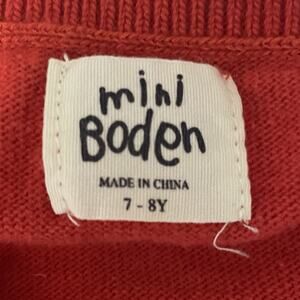 mini
Boden
MADE IN CHINA
7 - 8Y